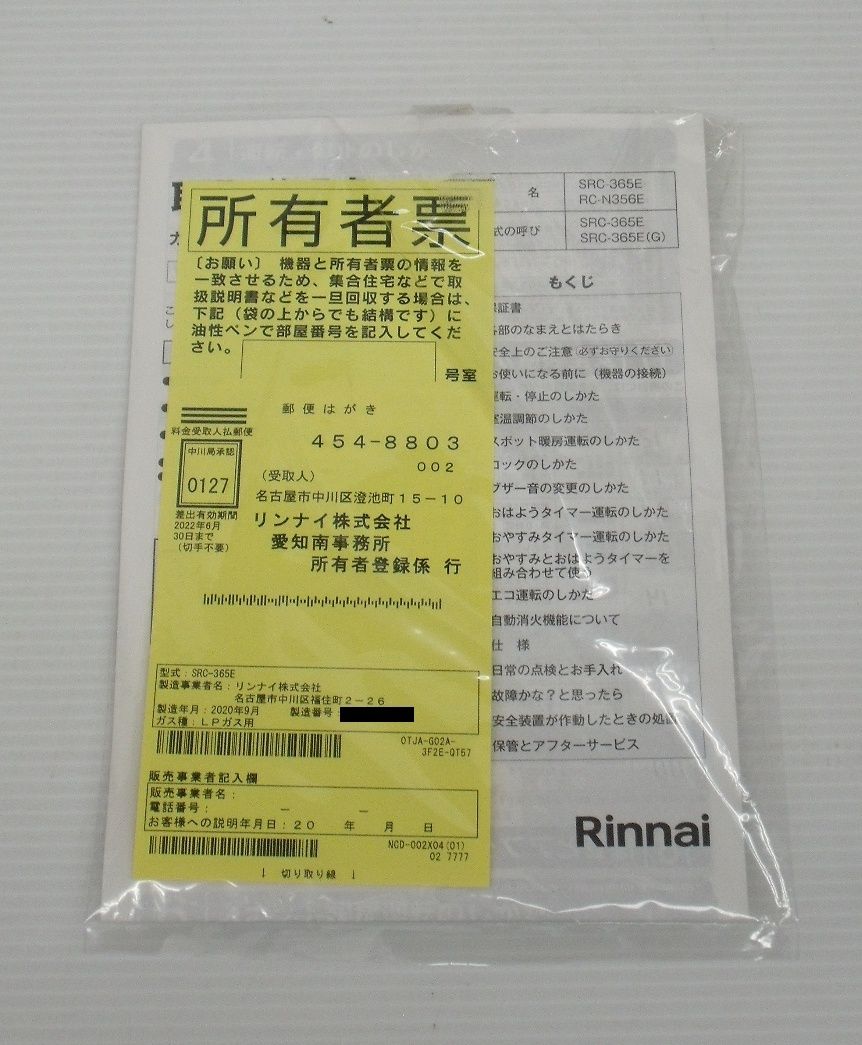 所有者票
〔お願い〕 機器と所有者票の情報を
一致させるため、集合住宅などで取
扱説明書などを一旦回収する場合は、
下記（袋の上からでも結構です）に
油性ペンで部屋番号を記入してくだ
さい。
号室
郵便はがき
料金受取人払郵便
中川局承認
0127
差出有効期間
2022年6月
30日まで
（切手不要）
454-8803
002
（受取人）
名古屋市中川区澄池町15-10
リンナイ株式会社
愛知南事務所
所有者登録係 行
型式：SRC-365E
製造事業者名：リンナイ株式会社
名古屋市中川区福住町2-26
製造年月：2020年9月 製造番号：
ガス種：LPガス用
OTJA-G02A-
3F2E-QT57
販売事業者記入欄
販売事業者名：
電話番号： － －
お客様への説明年月日：20 年 月 日
NCD-002X04(01)
02 7777
↓ 切り取り線 ↓
名 SRC-365E
RC-N356E
式の呼び SRC-365E
SRC-365E(G)
もくじ
証書
各部のなまえとはたらき
安全上のご注意（必ずお守りください）
お使いになる前に（機器の接続）
運転・停止のしかた
室温調節のしかた
スポット暖房運転のしかた
ロックのしかた
ブザー音の変更のしかた
おはようタイマー運転のしかた
おやすみタイマー運転のしかた
おやすみとおはようタイマーを
組み合わせて使う
エコ運転のしかた
自動消火機能について
仕 様
日常の点検とお手入れ
故障かな？と思ったら
安全装置が作動したときの処置
保管とアフターサービス
Rinnai